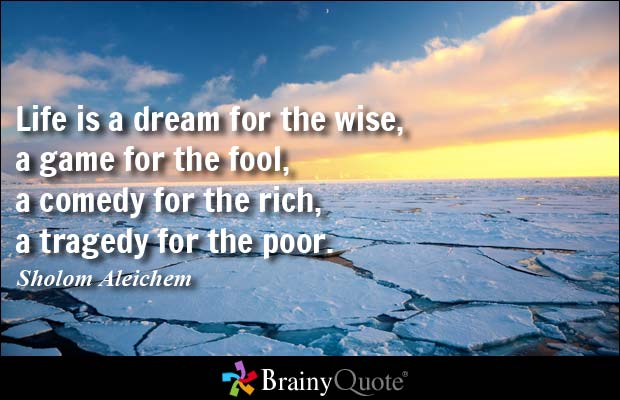 Life is a dream for the wise,
a game for the fool,
a comedy for the rich,
a tragedy for the poor.
Sholom Aleichem
BrainyQuote®